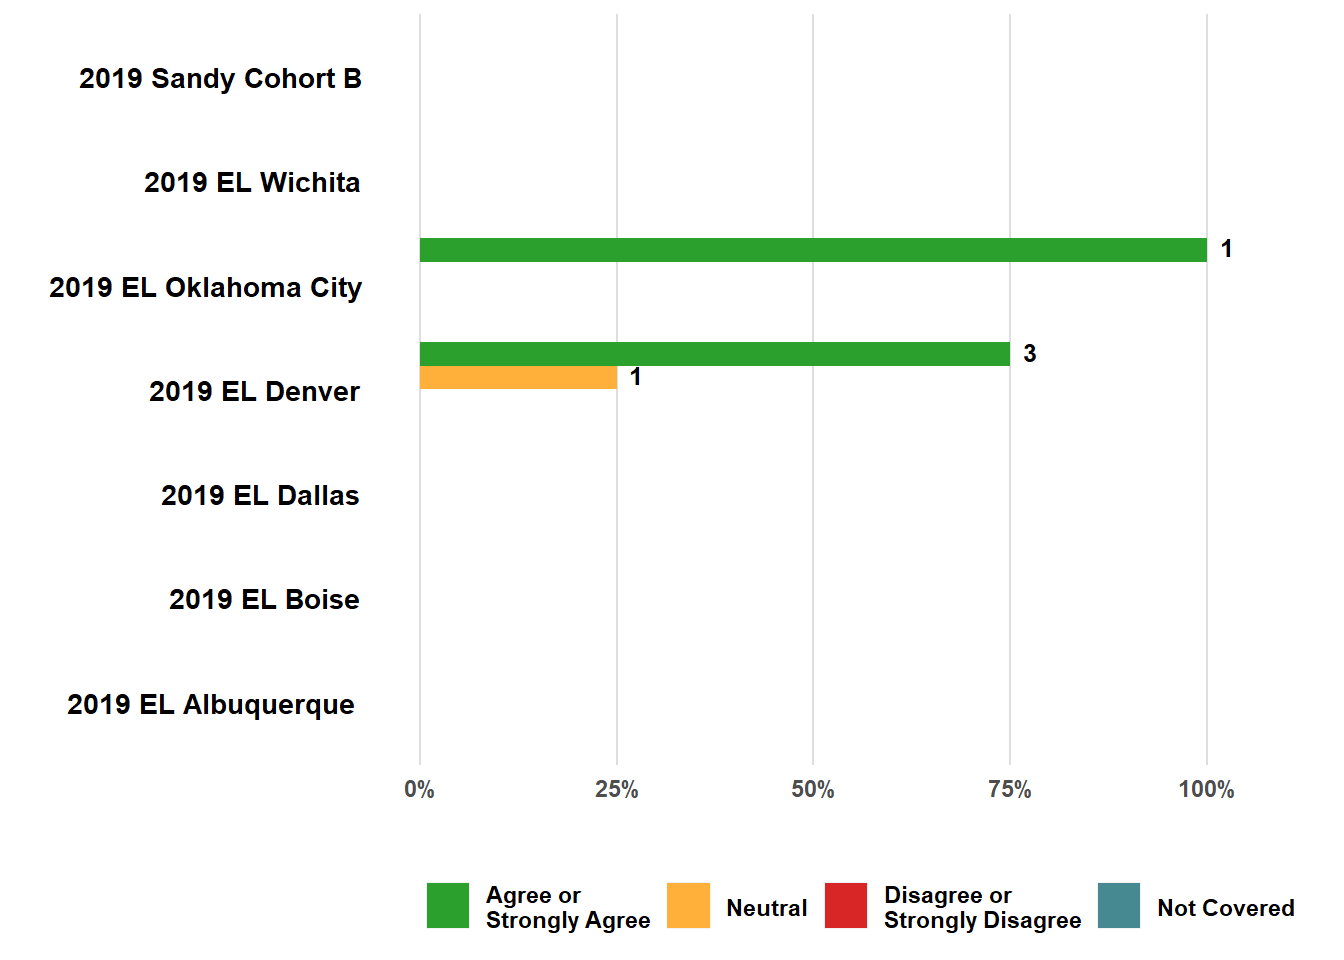 2019 Sandy Cohort B
2019 EL Wichita
1
2019 EL Oklahoma City
3
1
2019 EL Denver
2019 EL Dallas
2019 EL Boise
2019 EL Albuquerque
0% 25% 50% 75% 100%
Agree or
Strongly Agree
Neutral
Disagree or
Strongly Disagree
Not Covered